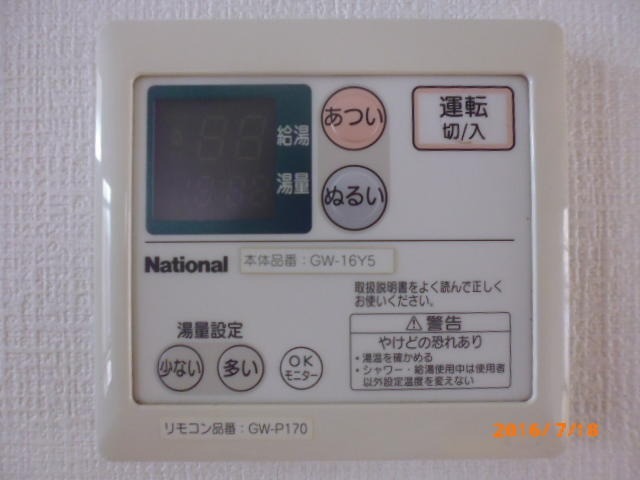 給湯
湯量
あつい
ぬるい
運転
切/入
National
本体品番：GW-16Y5
取扱説明書をよく読んで正しく
お使いください。
湯量設定
少ない
多い
OK
モニター
⚠警告
やけどの恐れあり
・湯温を確かめる
・シャワー・給湯使用中は使用者
以外設定温度を変えない
リモコン品番：GW-P170